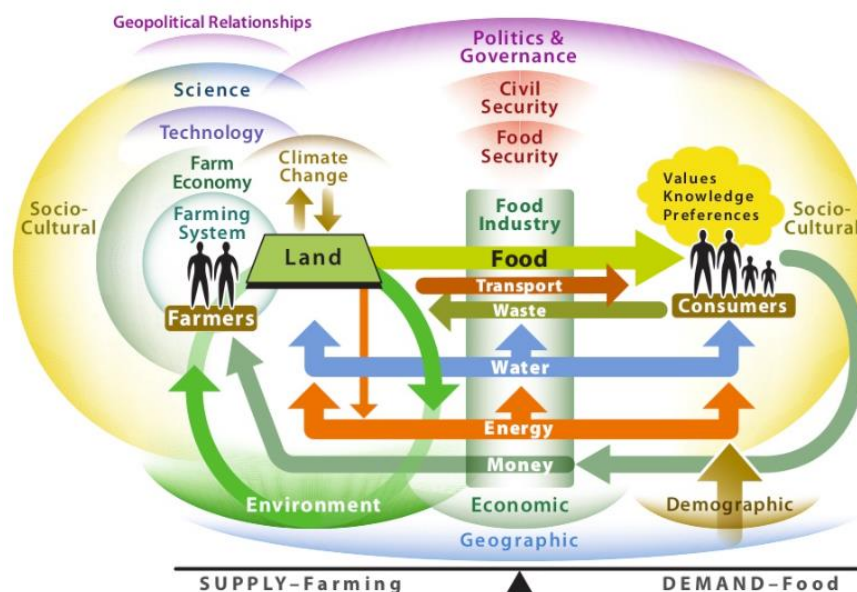 Geopolitical Relationships
Politics &
Governance
Science
Civil
Security
Technology
Food
Security
Climate
Change
Farm
Economy
Values
Knowledge
Preferences
Socio-
Cultural
Farming
System
Food
Industry
Socio-
Cultural
Land
Food
Transport
Waste
Farmers
Consumers
Water
Energy
Money
Environment
Economic
Demographic
Geographic
SUPPLY–Farming
DEMAND–Food